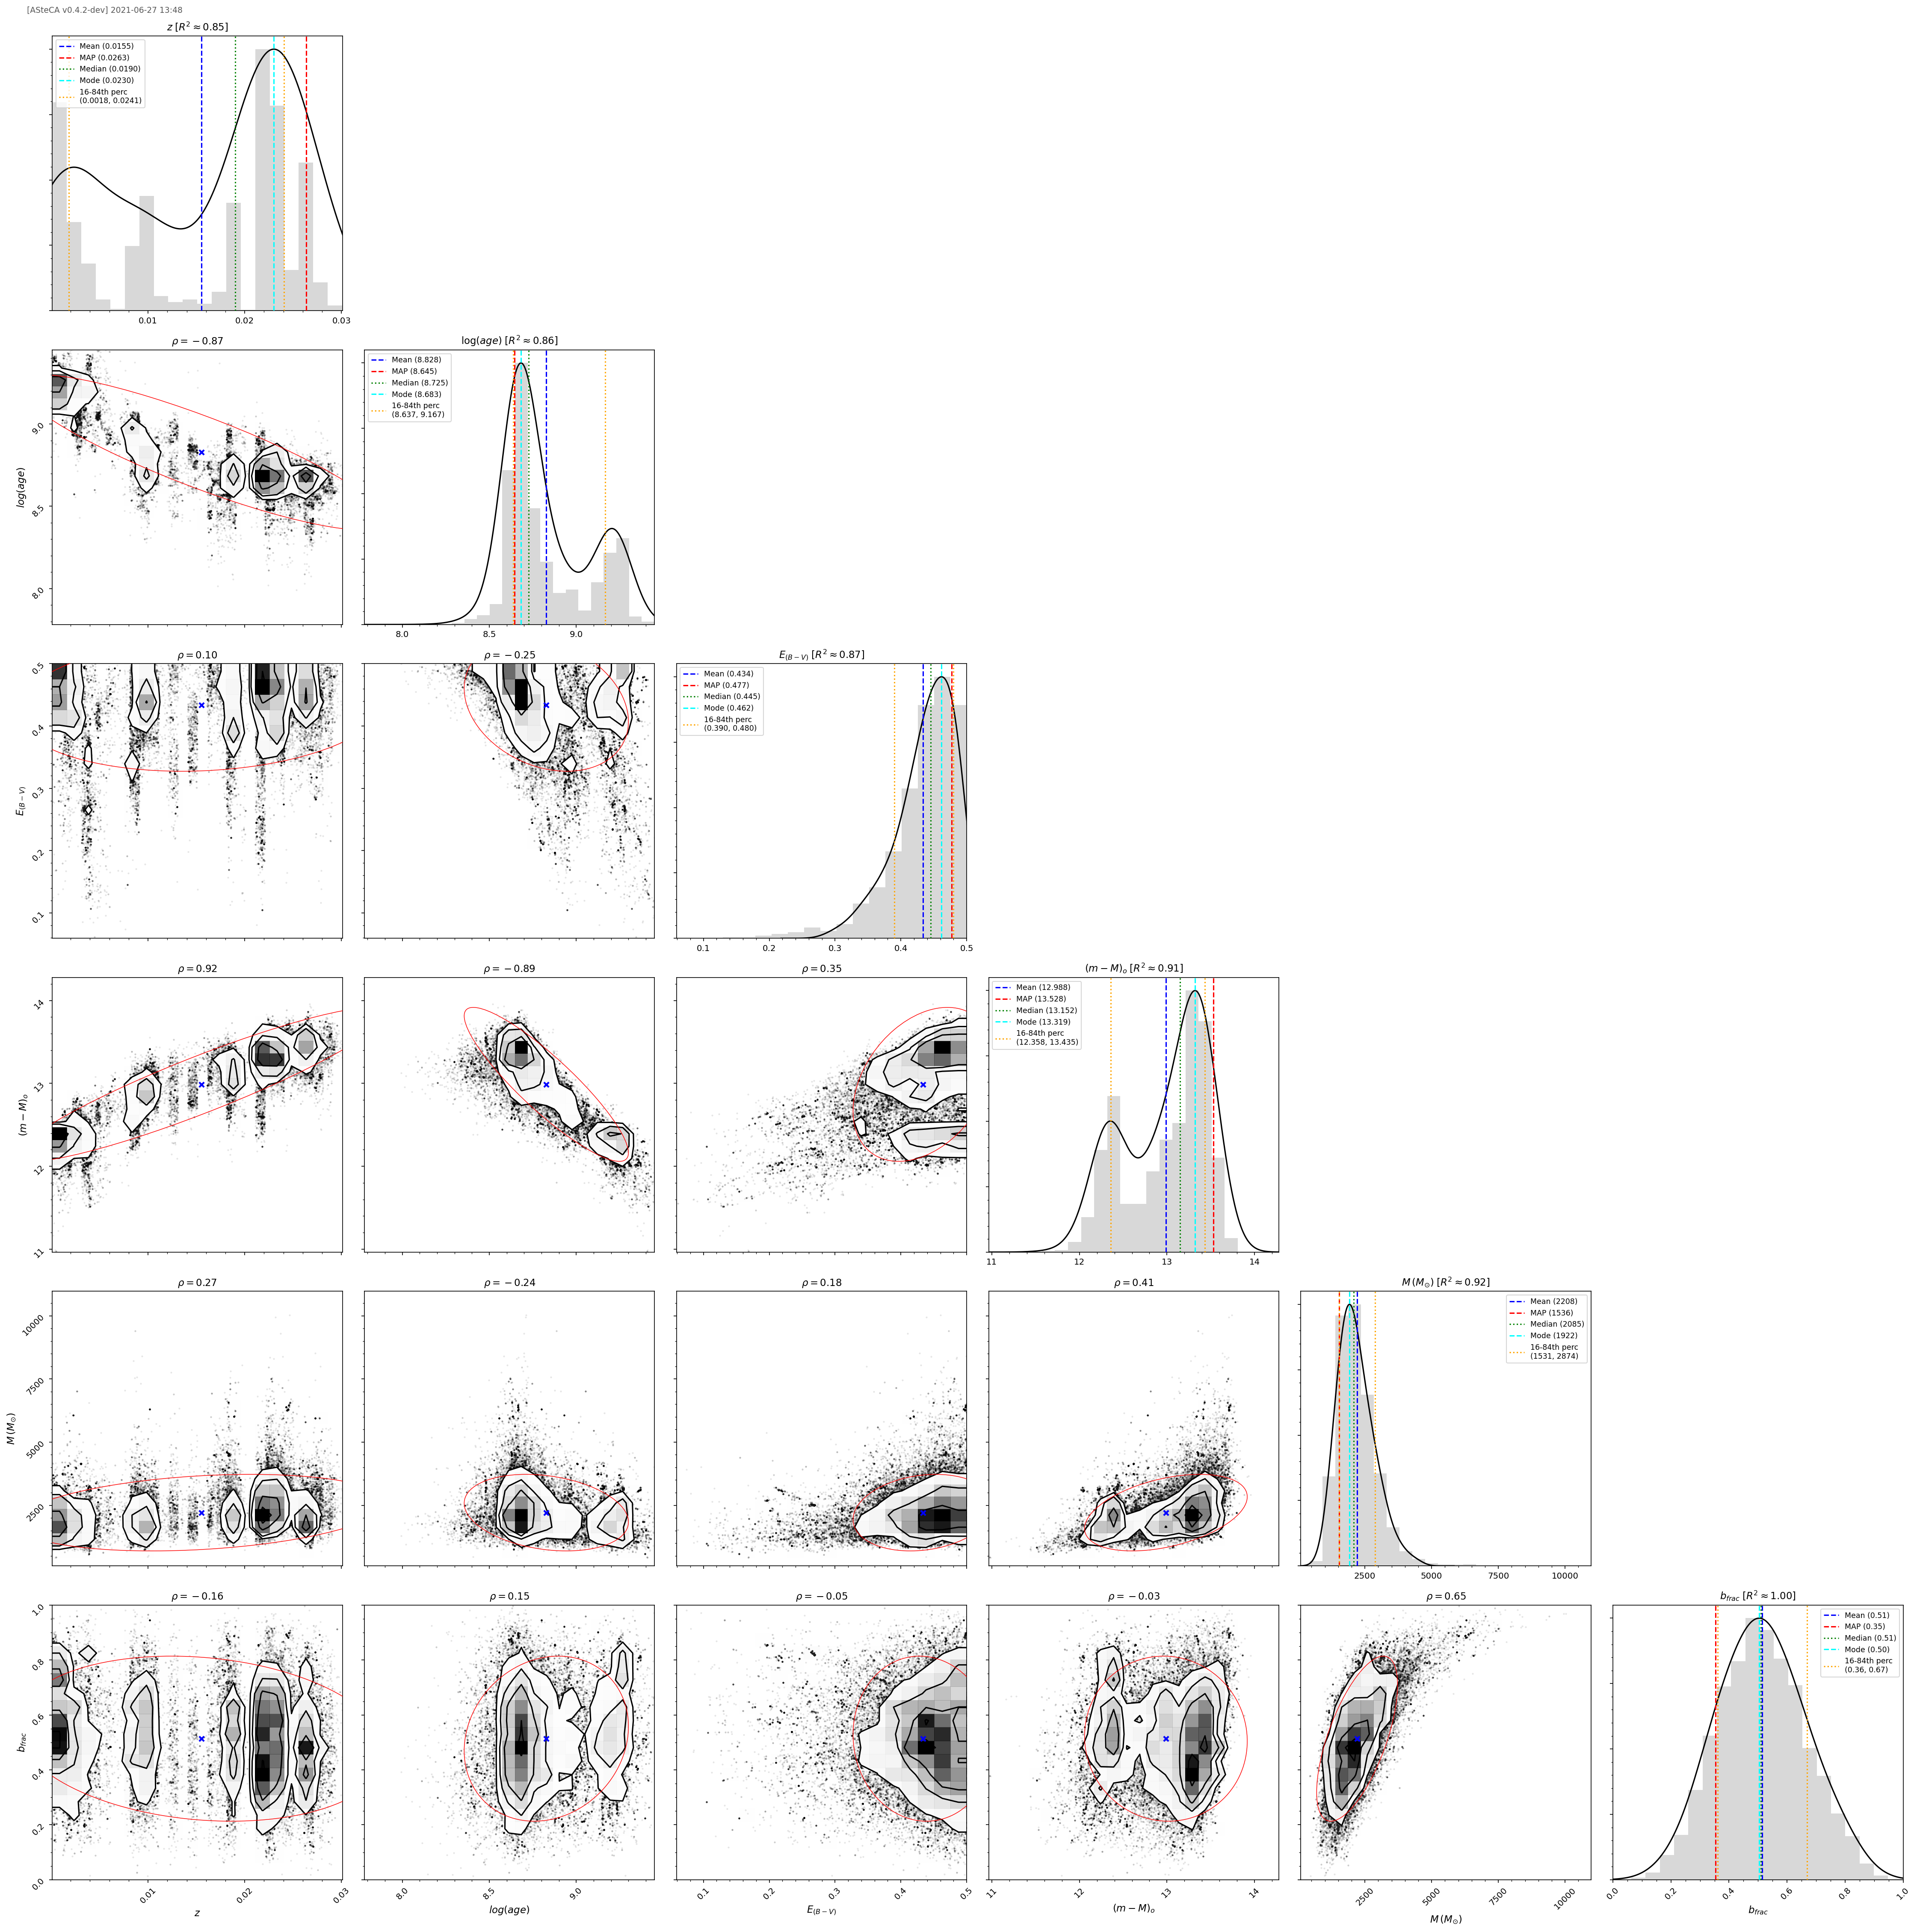 [ASteCA v0.4.2-dev] 2021-06-27 13:48
z [R² ≈ 0.85]
Mean (0.0155)
MAP (0.0263)
Median (0.0190)
Mode (0.0230)
16-84th perc
(0.0018, 0.0241)
0.01 0.02 0.03
ρ = −0.87
log(age) [R² ≈ 0.86]
Mean (8.828)
MAP (8.645)
Median (8.725)
Mode (8.683)
16-84th perc
(8.637, 9.167)
log(age)
9.0
8.5
8.0
8.0 8.5 9.0
ρ = 0.10
ρ = −0.25
E(B−V) [R² ≈ 0.87]
Mean (0.434)
MAP (0.477)
Median (0.445)
Mode (0.462)
16-84th perc
(0.390, 0.480)
E(B−V)
0.5
0.4
0.3
0.2
0.1
0.1 0.2 0.3 0.4 0.5
ρ = 0.92
ρ = −0.89
ρ = 0.35
(m − M)o [R² ≈ 0.91]
Mean (12.988)
MAP (13.528)
Median (13.152)
Mode (13.319)
16-84th perc
(12.358, 13.435)
(m − M)o
14
13
12
11
11 12 13 14
ρ = 0.27
ρ = −0.24
ρ = 0.18
ρ = 0.41
M (M⊙) [R² ≈ 0.92]
Mean (2208)
MAP (1536)
Median (2085)
Mode (1922)
16-84th perc
(1531, 2874)
M (M⊙)
10000
7500
5000
2500
2500 5000 7500 10000
ρ = −0.16
ρ = 0.15
ρ = −0.05
ρ = −0.03
ρ = 0.65
bfrac [R² ≈ 1.00]
Mean (0.51)
MAP (0.35)
Median (0.51)
Mode (0.50)
16-84th perc
(0.36, 0.67)
bfrac
1.0
0.8
0.6
0.4
0.2
0.0
0.01 0.02 0.03
z
8.0 8.5 9.0
log(age)
0.1 0.2 0.3 0.4 0.5
E(B−V)
11 12 13 14
(m − M)o
2500 5000 7500 10000
M (M⊙)
0.0 0.2 0.4 0.6 0.8 1.0
bfrac